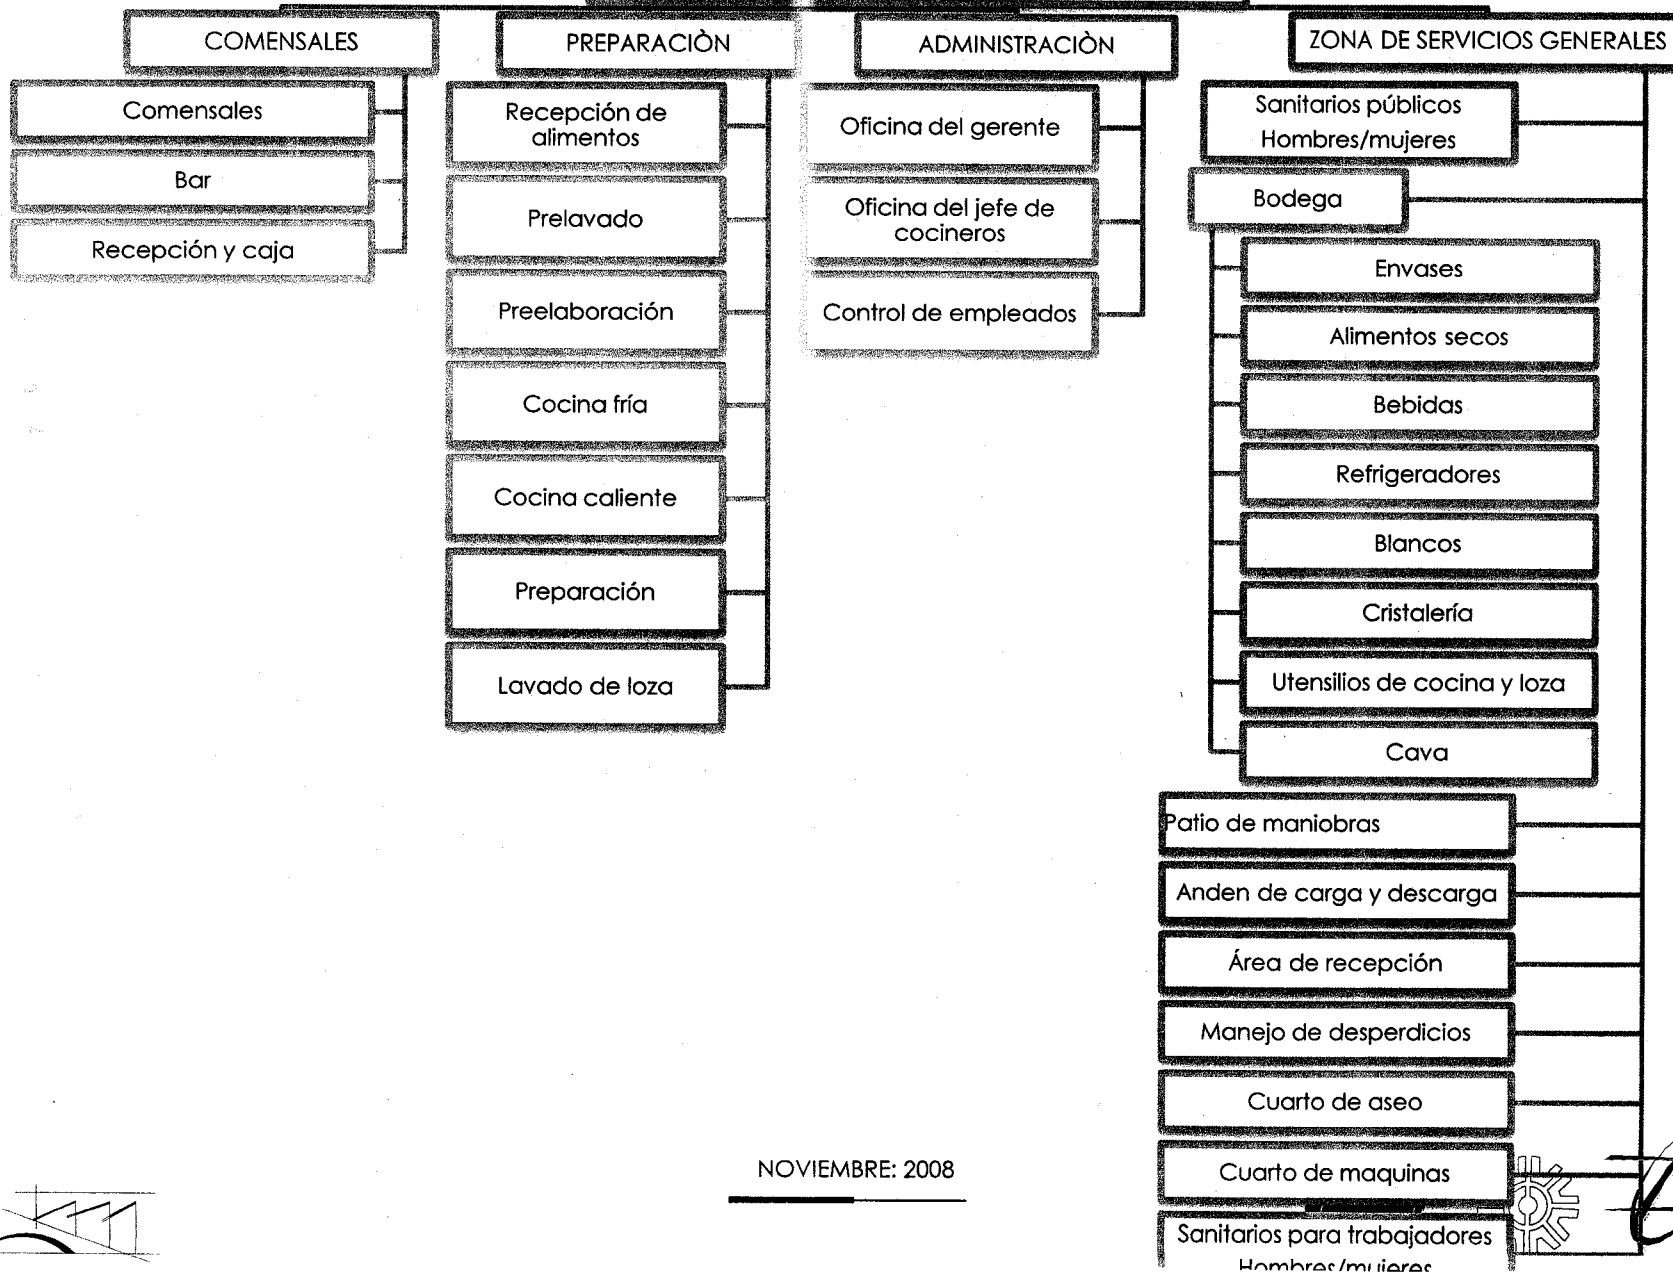 COMENSALES
Comensales
Bar
Recepción y caja
PREPARACIÒN
Recepción de
alimentos
Prelavado
Preelaboración
Cocina fría
Cocina caliente
Preparación
Lavado de loza
ADMINISTRACIÒN
Oficina del gerente
Oficina del jefe de
cocineros
Control de empleados
ZONA DE SERVICIOS GENERALES
Sanitarios públicos
Hombres/mujeres
Bodega
Envases
Alimentos secos
Bebidas
Refrigeradores
Blancos
Cristalería
Utensilios de cocina y loza
Cava
Patio de maniobras
Anden de carga y descarga
Área de recepción
Manejo de desperdicios
Cuarto de aseo
Cuarto de maquinas
Sanitarios para trabajadores
Hombres/mujeres
NOVIEMBRE: 2008